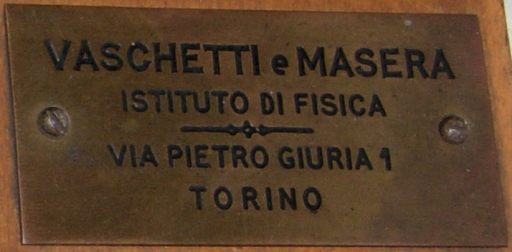 VASCHETTI e MASERA
ISTITUTO DI FISICA
VIA PIETRO GIURIA 1
TORINO